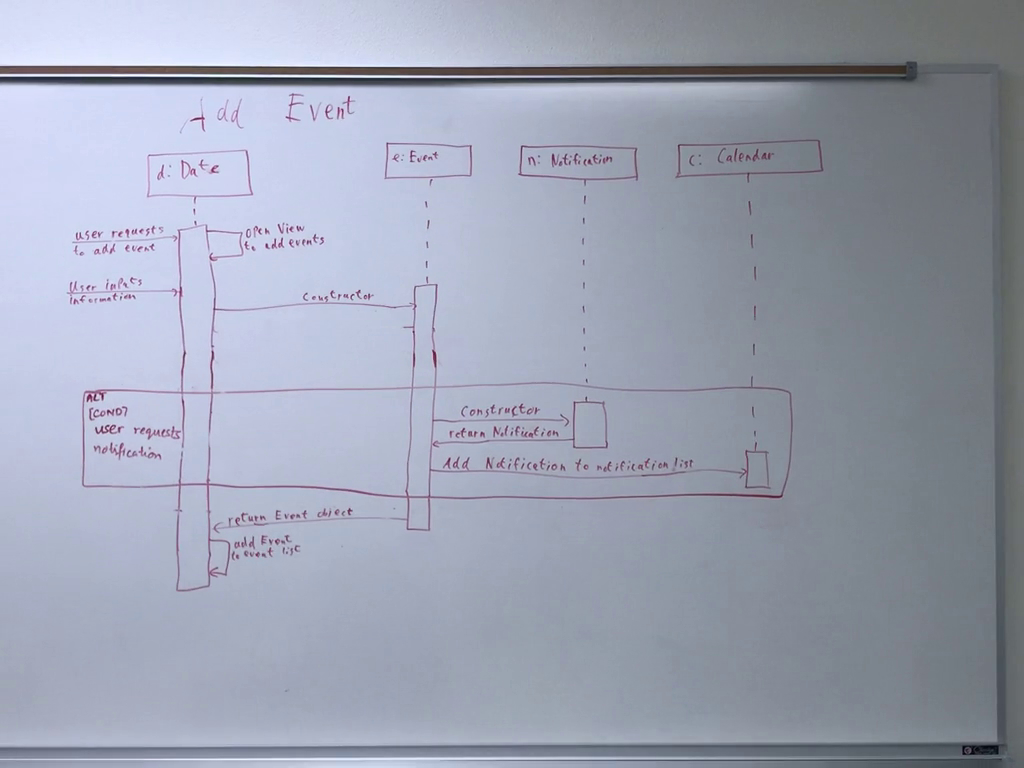 Add Event
d: Date
e: Event
n: Notification
c: Calendar
user requests
to add event
open View
to add events
User inputs
information
Constructor
ALT
[COND]
user requests
notification
Constructor
return Notification
Add Notification to notification list
return Event object
add Event
to event list